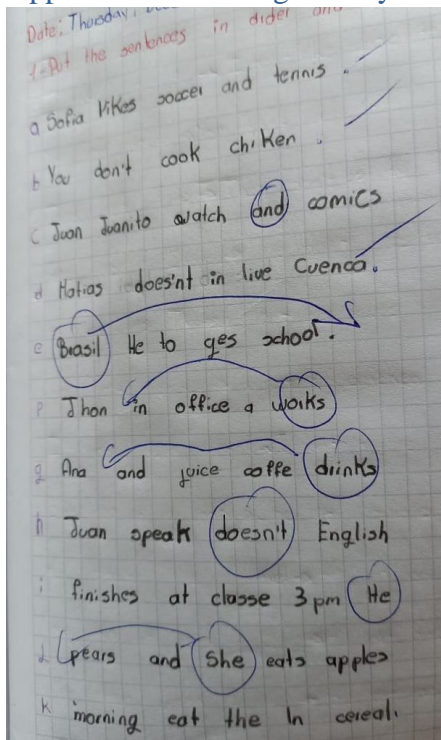 Date: Thursday,
1-Put the sentences in order and
a Sofia likes soccer and tennis.
b You don't cook chiken.
c Juan Juanito watch and comics
d Matias does'nt in live Cuenca.
e Brasil He to ges school.
f Jhon in office a works
g Ana and juice coffe drinks
h Juan speak doesn't English
i finishes at classe 3 pm He
pears and She eats apples
k morning eat the In cereal.